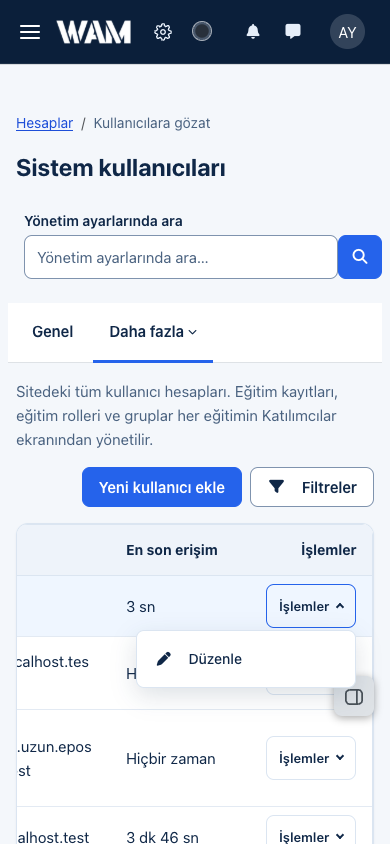 WAM
AY
Hesaplar / Kullanıcılara gözat
Sistem kullanıcıları
Yönetim ayarlarında ara
Yönetim ayarlarında ara...
Genel
Daha fazla
Sitedeki tüm kullanıcı hesapları. Eğitim kayıtları,
eğitim rolleri ve gruplar her eğitimin Katılımcılar
ekranından yönetilir.
Yeni kullanıcı ekle
Filtreler
En son erişim
İşlemler
3 sn
İşlemler
Düzenle
calhost.tes
H
.uzun.epos
st
Hiçbir zaman
İşlemler
alhost.test
3 dk 46 sn
İşlemler